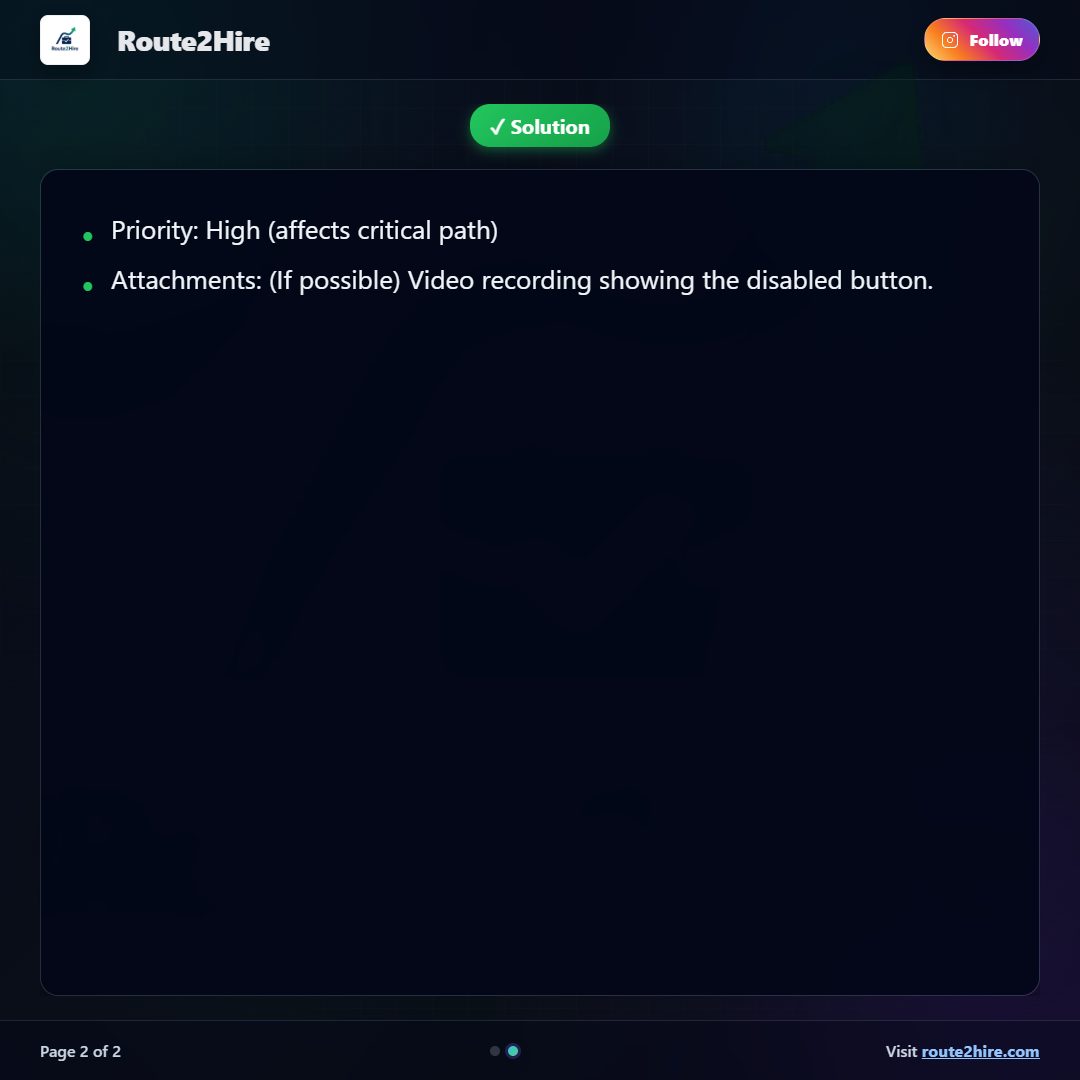 Route2Hire
Route2Hire
Follow
✓ Solution
• Priority: High (affects critical path)
• Attachments: (If possible) Video recording showing the disabled button.
Page 2 of 2
Visit route2hire.com